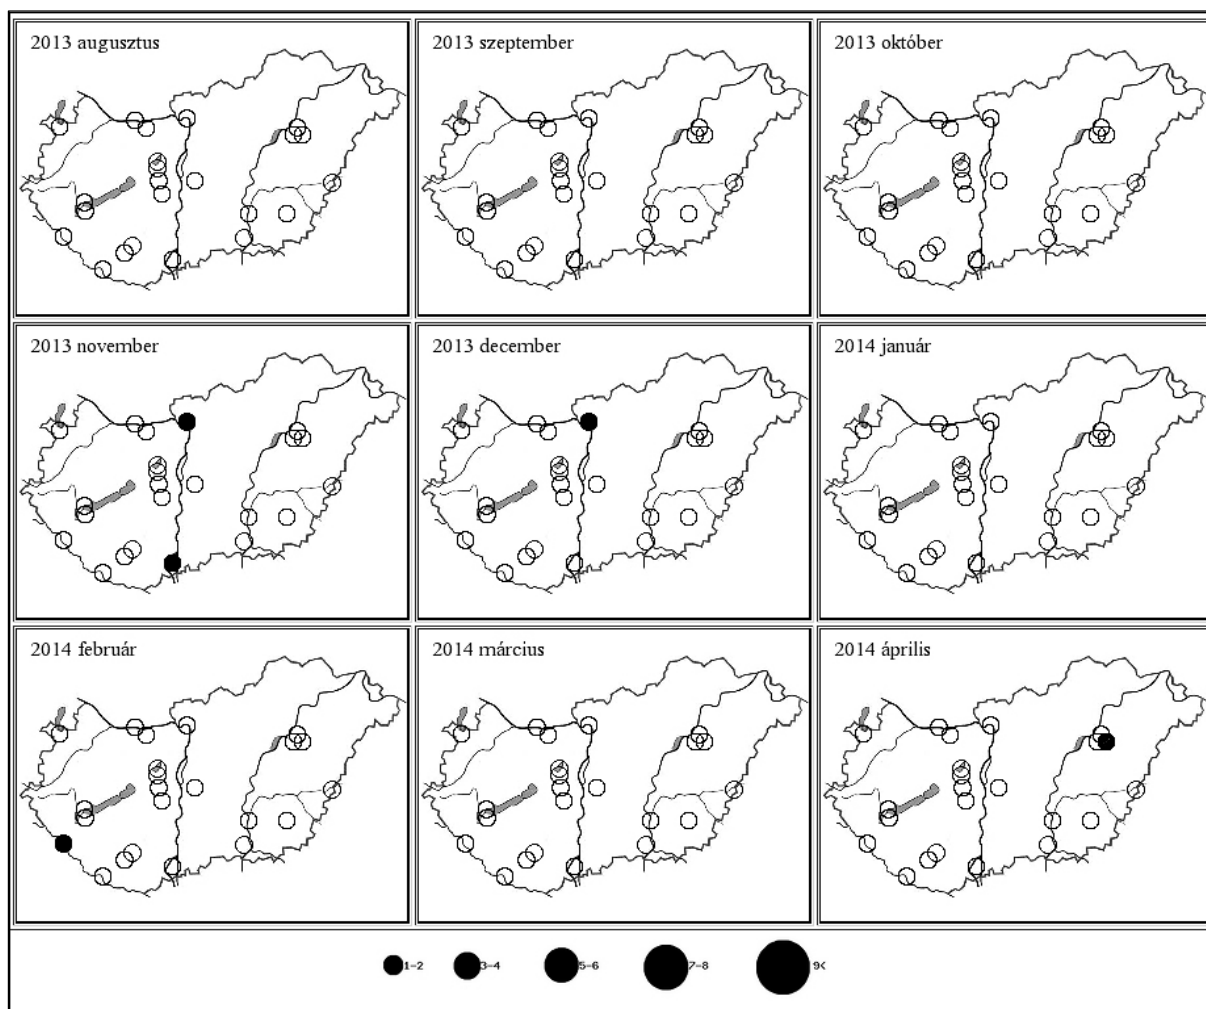 2013 augusztus
2013 szeptember
2013 október
2013 november
2013 december
2014 január
2014 február
2014 március
2014 április
1-2
3-4
5-6
7-8
9<